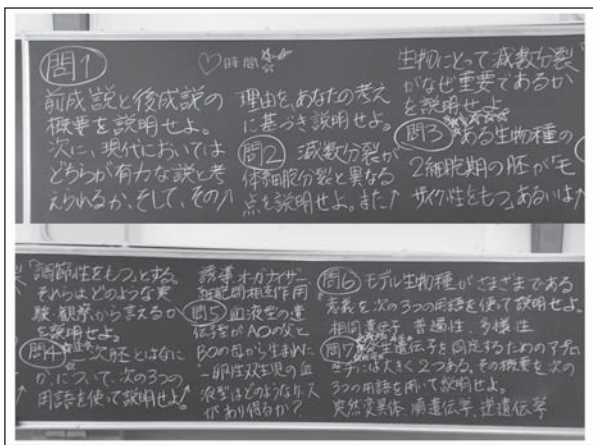 問1
♡時間
前成説と後成説の
概要を説明せよ。
次に、現代においては
どちらが有力な説と考
えられるか、そして、その
理由を、あなたの考え
に基づき説明せよ。
問2 減数分裂が
体細胞分裂と異なる
点を説明せよ。また
生物にとって減数分裂
がなぜ重要であるか
を説明せよ
問3 ある生物種の
2細胞期の胚が「モ
ザイク性をもつ」あるいは
「調節性をもつ」とする。
それらはどのような実
験・観察から言えるか
を説明せよ。
問4 二次胚とはなに
か、について、次の3つの
用語を使って説明せよ。
誘導 オーガナイザー
細胞間相互作用
問5 血液型の遺
伝子型がAOの父と
BOの母から生まれた
一卵性双生児の血
液型はどのようなケース
があり得るか?
問6 モデル生物種がさまざまである
意義を次の3つの用語を使って説明せよ。
相同遺伝子 普遍性 多様性
問7 発生遺伝子を同定するためのアプロ
ーチには大きく2つある。その概要を次の
3つの用語を用いて説明せよ。
突然変異体、順遺伝学、逆遺伝学